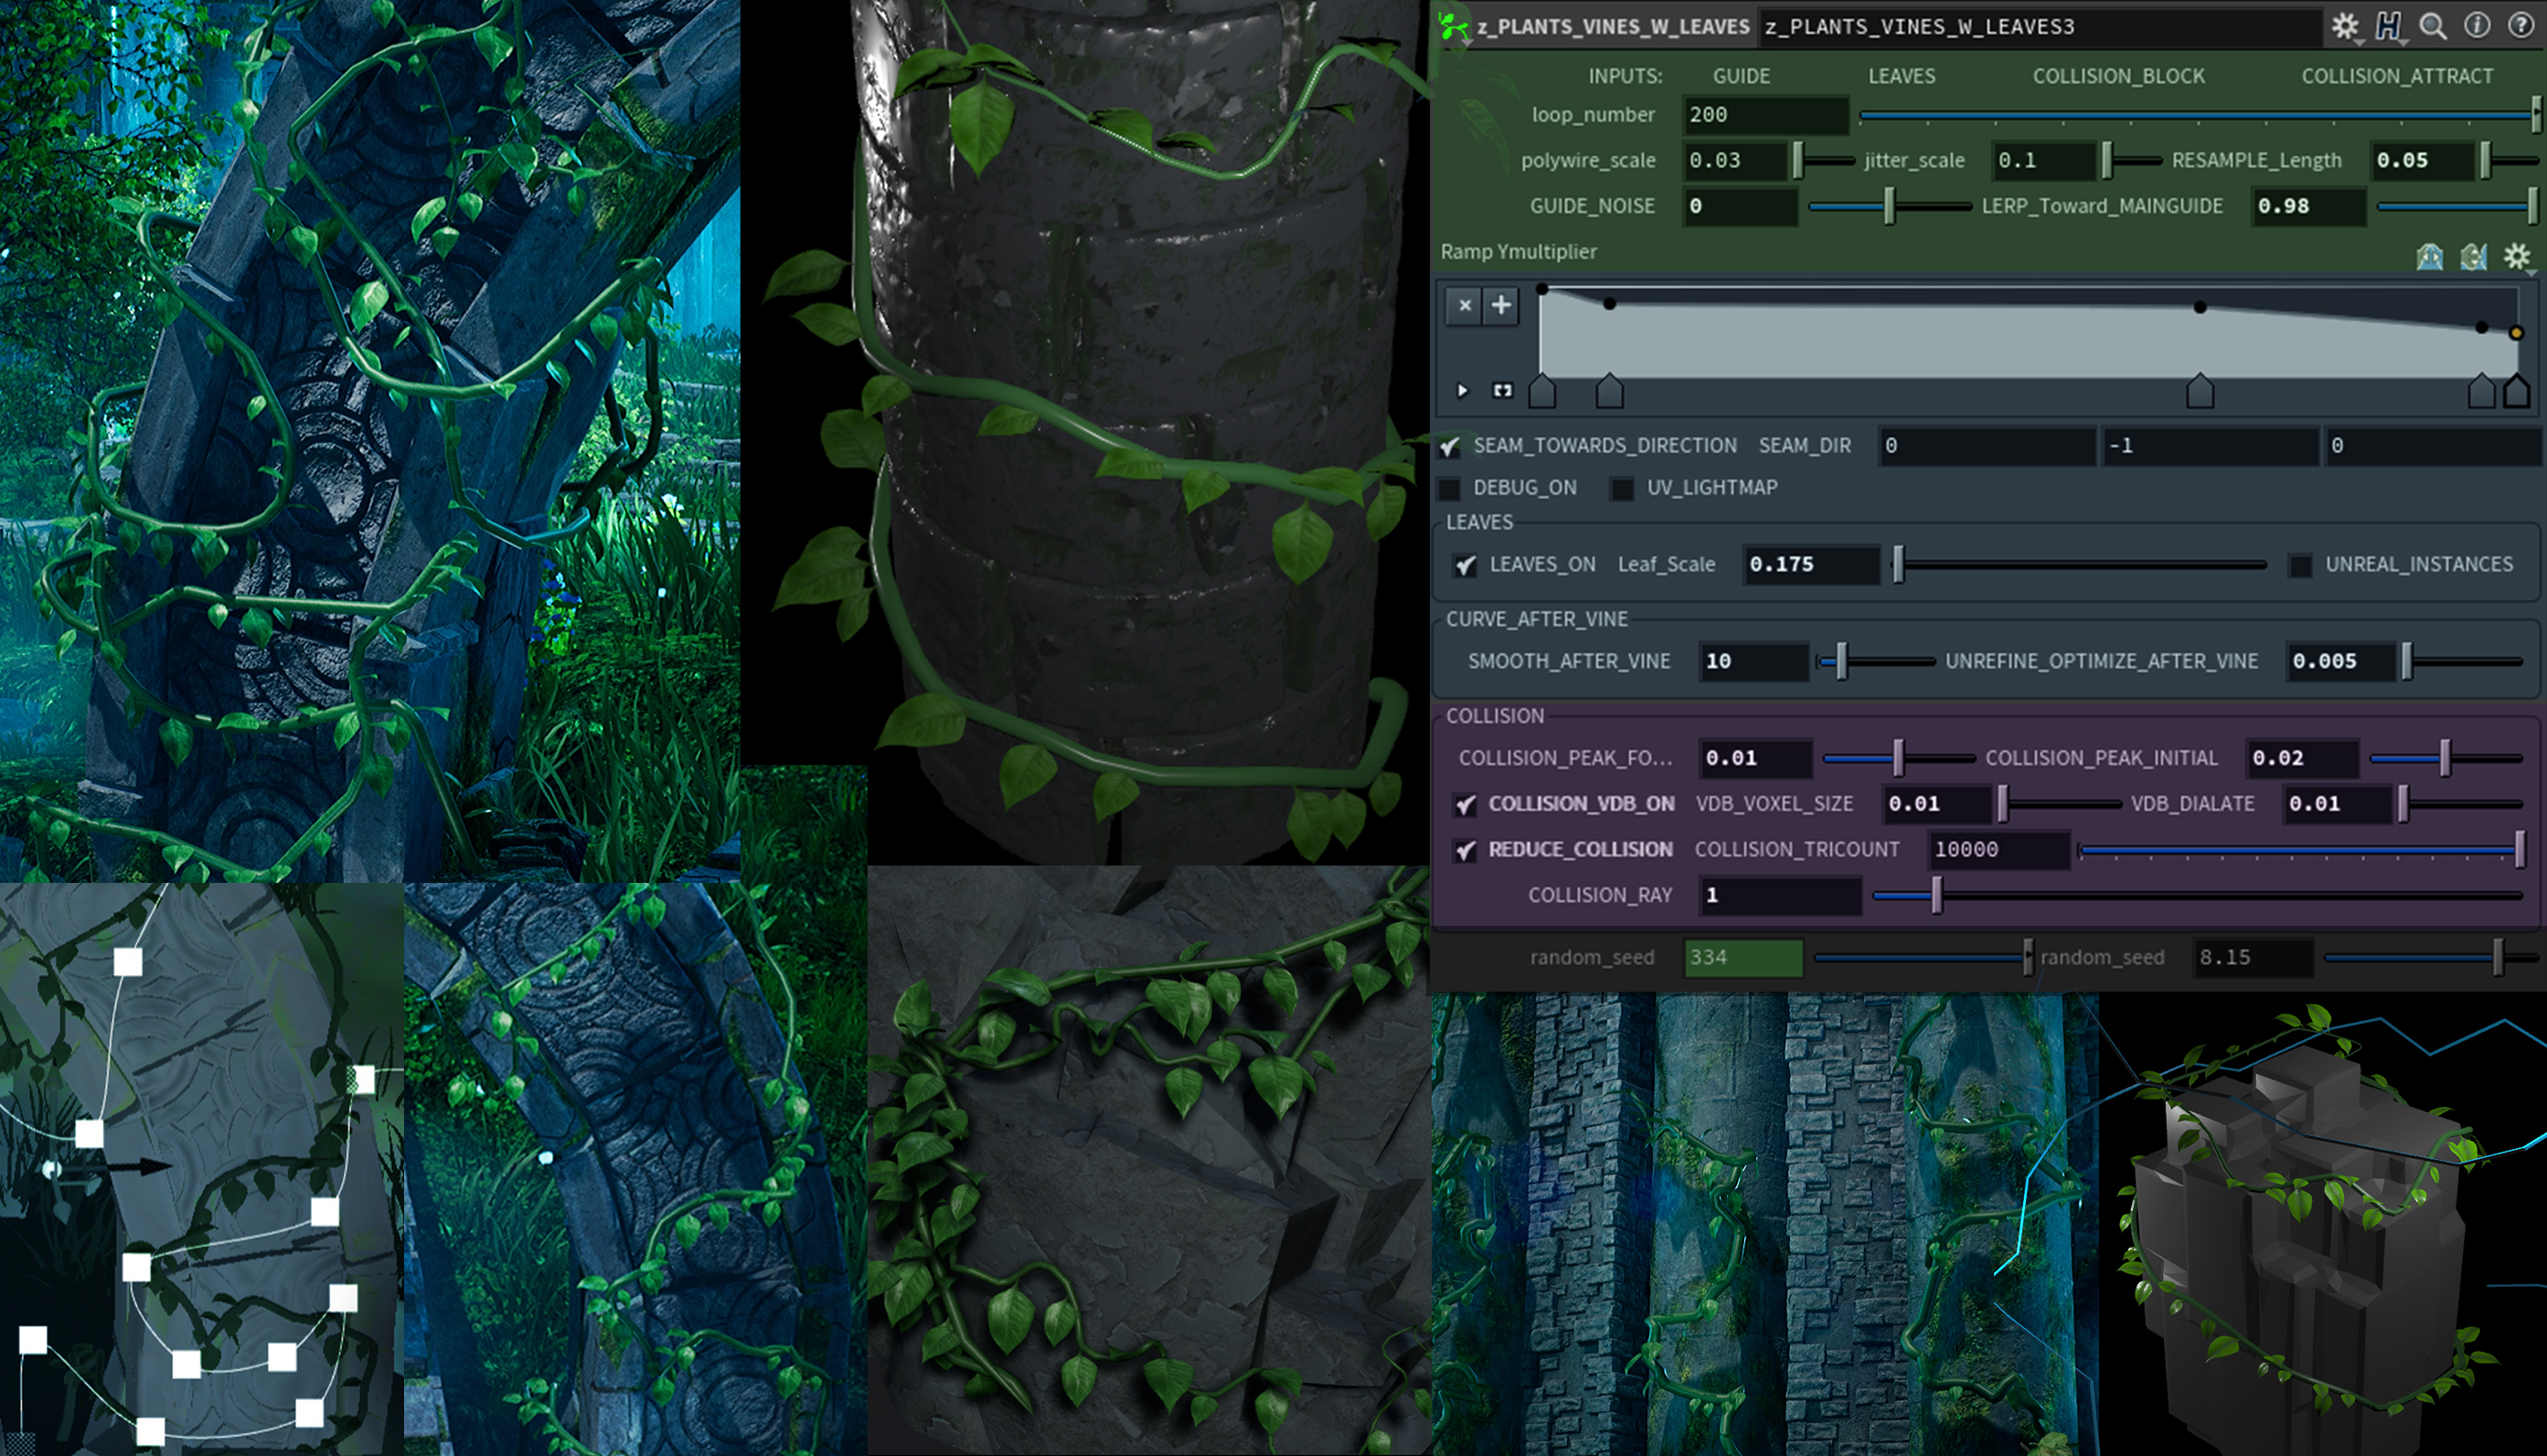 z_PLANTS_VINES_W_LEAVES z_PLANTS_VINES_W_LEAVES3
INPUTS: GUIDE LEAVES COLLISION_BLOCK COLLISION_ATTRACT
loop_number 200
polywire_scale 0.03 jitter_scale 0.1 RESAMPLE_Length 0.05
GUIDE_NOISE 0 LERP_Toward_MAINGUIDE 0.98
Ramp Ymultiplier
SEAM_TOWARDS_DIRECTION SEAM_DIR 0 -1 0
DEBUG_ON UV_LIGHTMAP
LEAVES
LEAVES_ON Leaf_Scale 0.175 UNREAL_INSTANCES
CURVE_AFTER_VINE
SMOOTH_AFTER_VINE 10 UNREFINE_OPTIMIZE_AFTER_VINE 0.005
COLLISION
COLLISION_PEAK_FO... 0.01 COLLISION_PEAK_INITIAL 0.02
COLLISION_VDB_ON VDB_VOXEL_SIZE 0.01 VDB_DIALATE 0.01
REDUCE_COLLISION COLLISION_TRICOUNT 10000
COLLISION_RAY 1
random_seed 334 random_seed 8.15